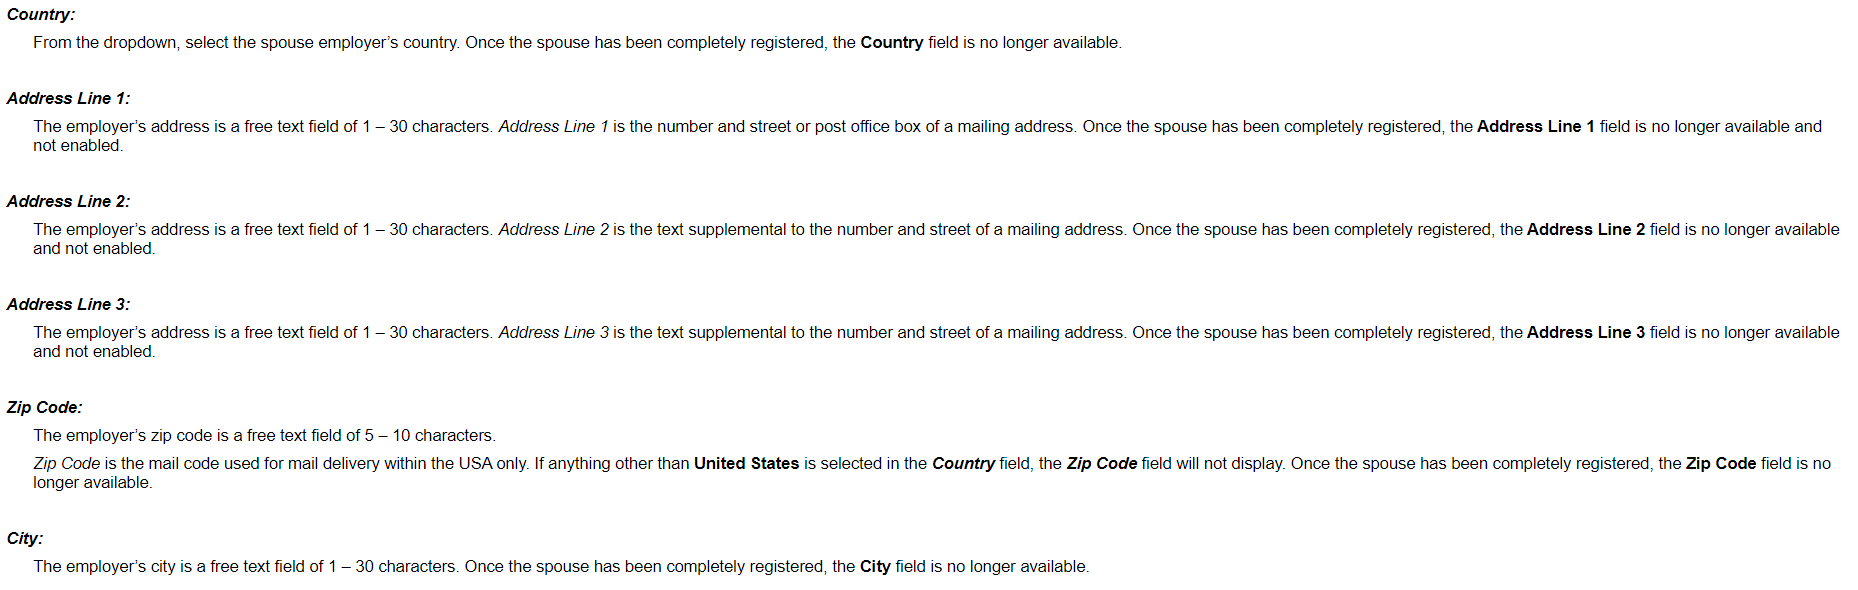 Country:
From the dropdown, select the spouse employer’s country. Once the spouse has been completely registered, the Country field is no longer available.
Address Line 1:
The employer’s address is a free text field of 1 – 30 characters. Address Line 1 is the number and street or post office box of a mailing address. Once the spouse has been completely registered, the Address Line 1 field is no longer available and
not enabled.
Address Line 2:
The employer’s address is a free text field of 1 – 30 characters. Address Line 2 is the text supplemental to the number and street of a mailing address. Once the spouse has been completely registered, the Address Line 2 field is no longer available
and not enabled.
Address Line 3:
The employer’s address is a free text field of 1 – 30 characters. Address Line 3 is the text supplemental to the number and street of a mailing address. Once the spouse has been completely registered, the Address Line 3 field is no longer available
and not enabled.
Zip Code:
The employer’s zip code is a free text field of 5 – 10 characters.
Zip Code is the mail code used for mail delivery within the USA only. If anything other than United States is selected in the Country field, the Zip Code field will not display. Once the spouse has been completely registered, the Zip Code field is no
longer available.
City:
The employer’s city is a free text field of 1 – 30 characters. Once the spouse has been completely registered, the City field is no longer available.